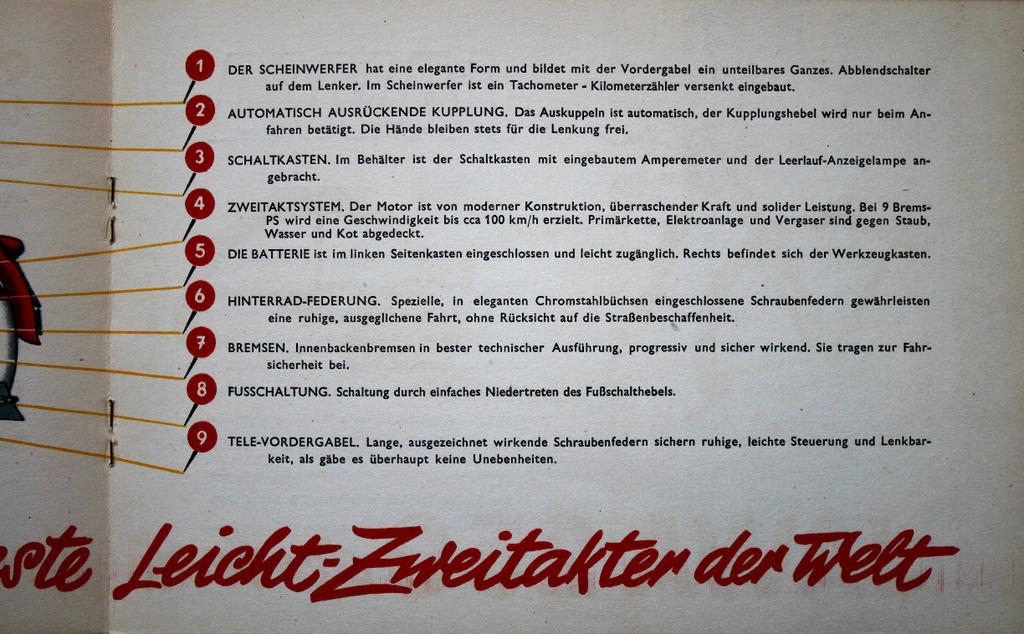 1 DER SCHEINWERFER hat eine elegante Form und bildet mit der Vordergabel ein unteilbares Ganzes. Abblendschalter
auf dem Lenker. Im Scheinwerfer ist ein Tachometer - Kilometerzähler versenkt eingebaut.
2 AUTOMATISCH AUSRÜCKENDE KUPPLUNG. Das Auskuppeln ist automatisch, der Kupplungshebel wird nur beim An-
fahren betätigt. Die Hände bleiben stets für die Lenkung frei.
3 SCHALTKASTEN. Im Behälter ist der Schaltkasten mit eingebautem Amperemeter und der Leerlauf-Anzeigelampe an-
gebracht.
4 ZWEITAKTSYSTEM. Der Motor ist von moderner Konstruktion, überraschender Kraft und solider Leistung. Bei 9 Brems-
PS wird eine Geschwindigkeit bis cca 100 km/h erzielt. Primärkette, Elektroanlage und Vergaser sind gegen Staub,
Wasser und Kot abgedeckt.
5 DIE BATTERIE ist im linken Seitenkasten eingeschlossen und leicht zugänglich. Rechts befindet sich der Werkzeugkasten.
6 HINTERRAD-FEDERUNG. Spezielle, in eleganten Chromstahlbüchsen eingeschlossene Schraubenfedern gewährleisten
eine ruhige, ausgeglichene Fahrt, ohne Rücksicht auf die Straßenbeschaffenheit.
7 BREMSEN. Innenbackenbremsen in bester technischer Ausführung, progressiv und sicher wirkend. Sie tragen zur Fahr-
sicherheit bei.
8 FUSSCHALTUNG. Schaltung durch einfaches Niedertreten des Fußschalthebels.
9 TELE-VORDERGABEL. Lange, ausgezeichnet wirkende Schraubenfedern sichern ruhige, leichte Steuerung und Lenkbar-
keit, als gäbe es überhaupt keine Unebenheiten.
ste Leicht-Zweitakter der Welt